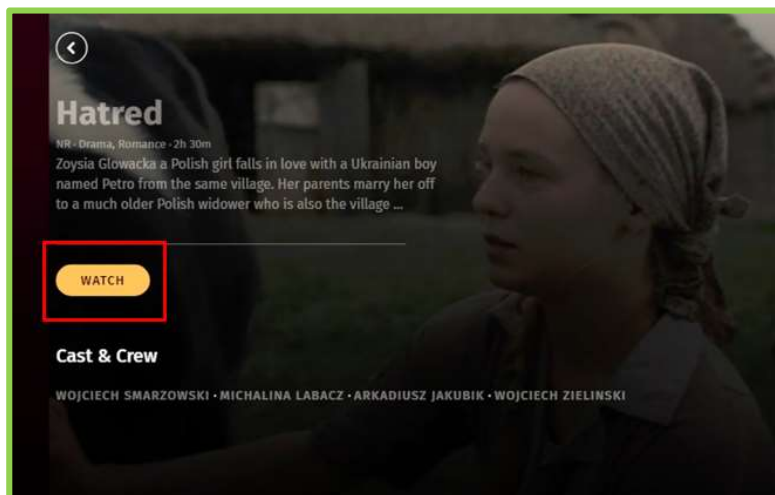 Hatred
NR · Drama, Romance · 2h 30m
Zoysia Glowacka a Polish girl falls in love with a Ukrainian boy
named Petro from the same village. Her parents marry her off
to a much older Polish widower who is also the village ...
WATCH
Cast & Crew
WOJCIECH SMARZOWSKI · MICHALINA LABACZ · ARKADIUSZ JAKUBIK · WOJCIECH ZIELINSKI